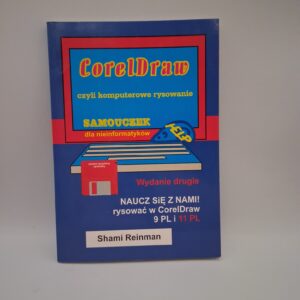 CorelDraw
czyli komputerowe rysowanie
SAMOUCZEK
dla nieinformatyków
Wydanie drugie
NAUCZ SiĘ Z NAMI!
rysować w CorelDraw
9 PL i 11 PL
Shami Reinman